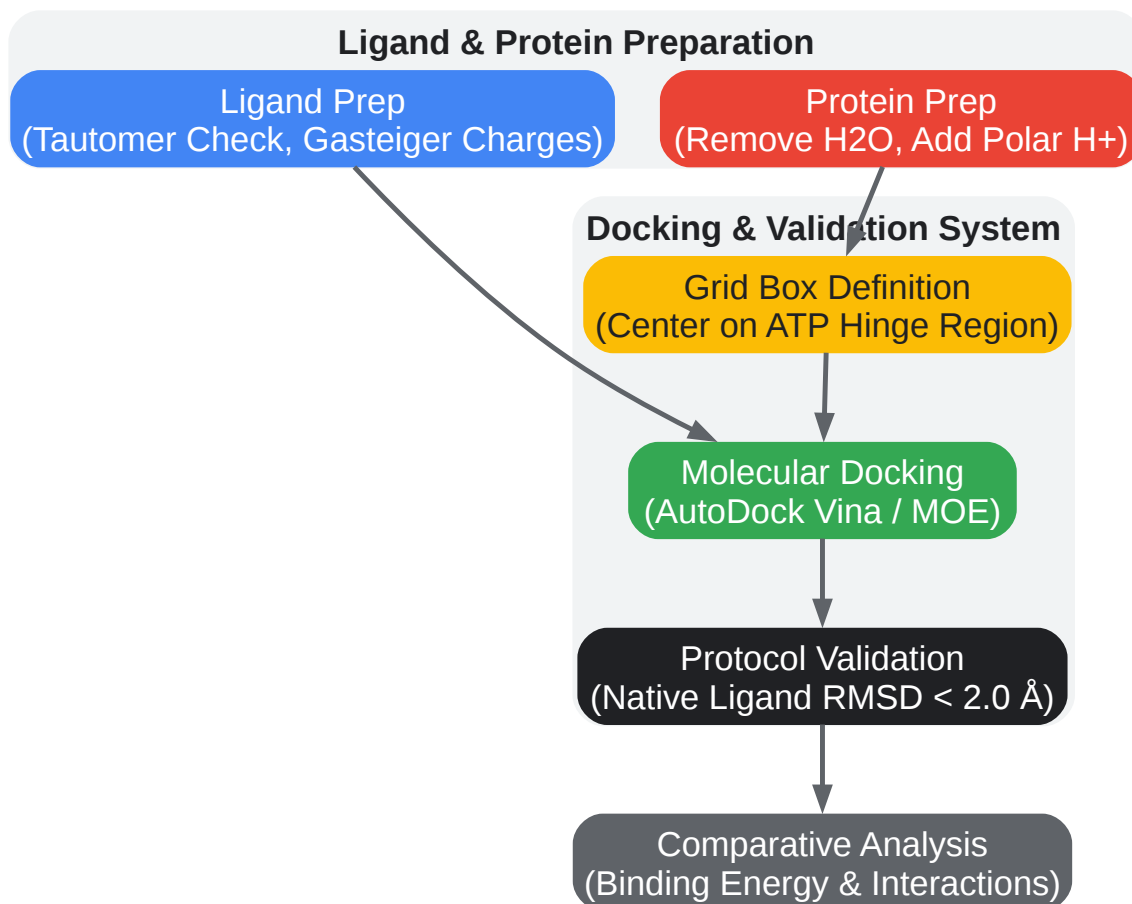 Ligand & Protein Preparation
Ligand Prep
(Tautomer Check, Gasteiger Charges)
Protein Prep
(Remove H2O, Add Polar H+)
Docking & Validation System
Grid Box Definition
(Center on ATP Hinge Region)
Molecular Docking
(AutoDock Vina / MOE)
Protocol Validation
(Native Ligand RMSD < 2.0 Å)
Comparative Analysis
(Binding Energy & Interactions)